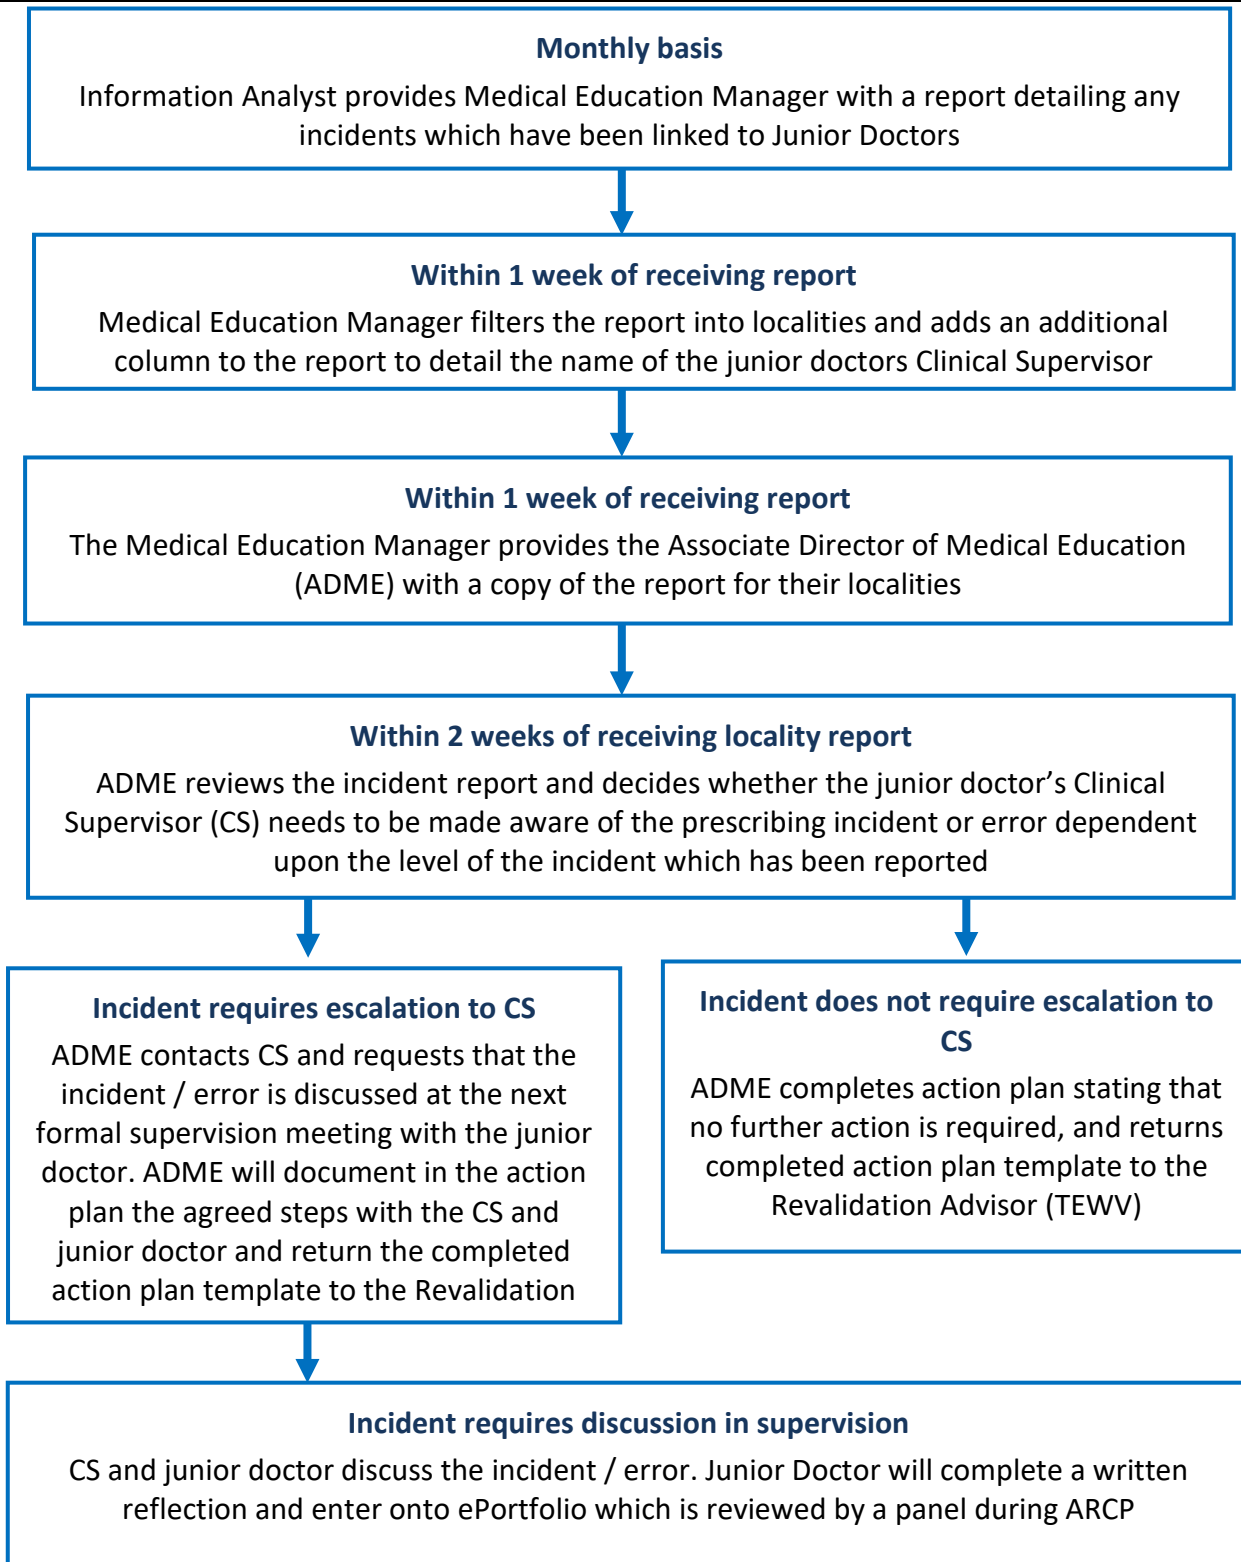 Monthly basis
Information Analyst provides Medical Education Manager with a report detailing any
incidents which have been linked to Junior Doctors
Within 1 week of receiving report
Medical Education Manager filters the report into localities and adds an additional
column to the report to detail the name of the junior doctors Clinical Supervisor
Within 1 week of receiving report
The Medical Education Manager provides the Associate Director of Medical Education
(ADME) with a copy of the report for their localities
Within 2 weeks of receiving locality report
ADME reviews the incident report and decides whether the junior doctor’s Clinical
Supervisor (CS) needs to be made aware of the prescribing incident or error dependent
upon the level of the incident which has been reported
Incident requires escalation to CS
ADME contacts CS and requests that the
incident / error is discussed at the next
formal supervision meeting with the junior
doctor. ADME will document in the action
plan the agreed steps with the CS and
junior doctor and return the completed
action plan template to the Revalidation
Incident does not require escalation to
CS
ADME completes action plan stating that
no further action is required, and returns
completed action plan template to the
Revalidation Advisor (TEWV)
Incident requires discussion in supervision
CS and junior doctor discuss the incident / error. Junior Doctor will complete a written
reflection and enter onto ePortfolio which is reviewed by a panel during ARCP